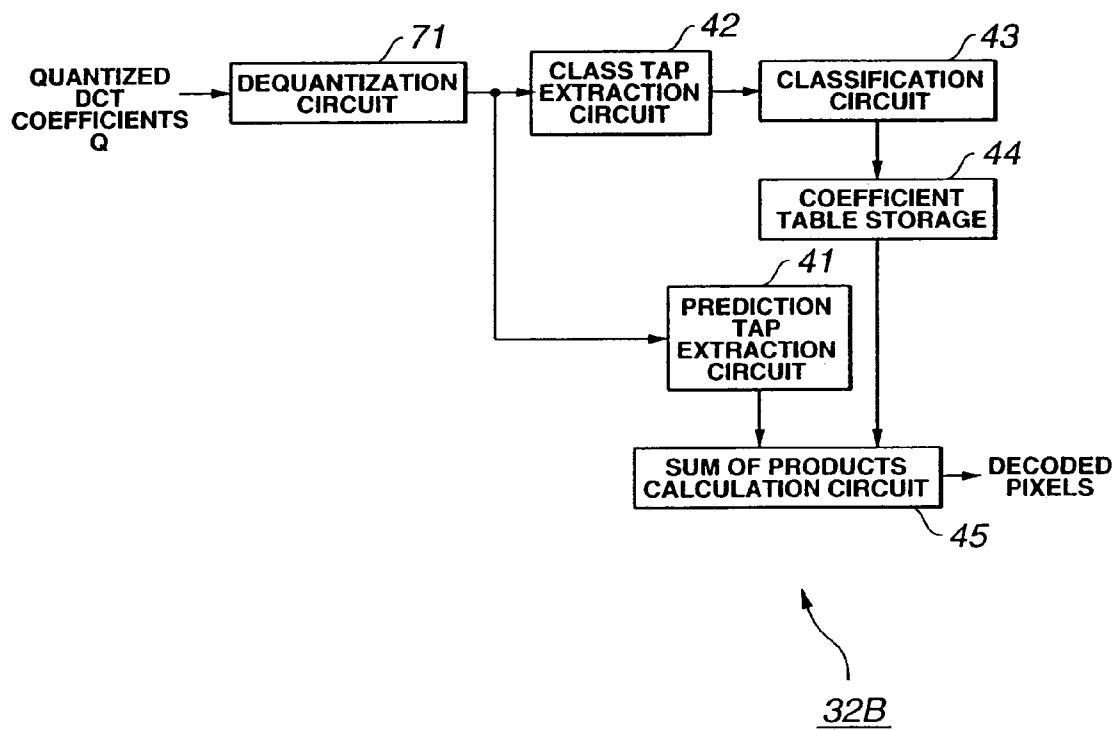 71
42
43
QUANTIZED
DCT
COEFFICIENTS
Q
DEQUANTIZATION
CIRCUIT
CLASS TAP
EXTRACTION
CIRCUIT
CLASSIFICATION
CIRCUIT
44
COEFFICIENT
TABLE STORAGE
41
PREDICTION
TAP
EXTRACTION
CIRCUIT
SUM OF PRODUCTS
CALCULATION CIRCUIT
DECODED
PIXELS
45
32B